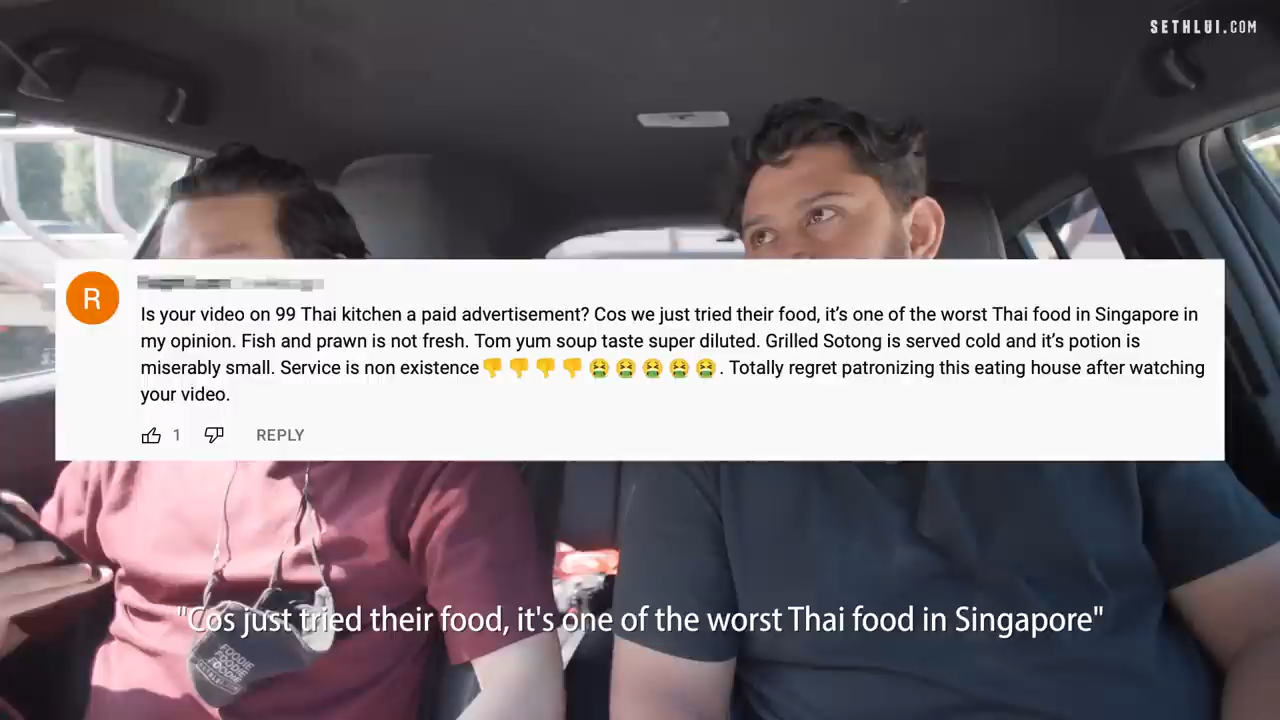 SETHLUI.COM
R
Is your video on 99 Thai kitchen a paid advertisement? Cos we just tried their food, it’s one of the worst Thai food in Singapore in
my opinion. Fish and prawn is not fresh. Tom yum soup taste super diluted. Grilled Sotong is served cold and it’s potion is
miserably small. Service is non existence👎👎👎👎🤮🤮🤮🤮🤮. Totally regret patronizing this eating house after watching
your video.
1 REPLY
"Cos just tried their food, it's one of the worst Thai food in Singapore"
FOODIE
FOODIE
FOODIE